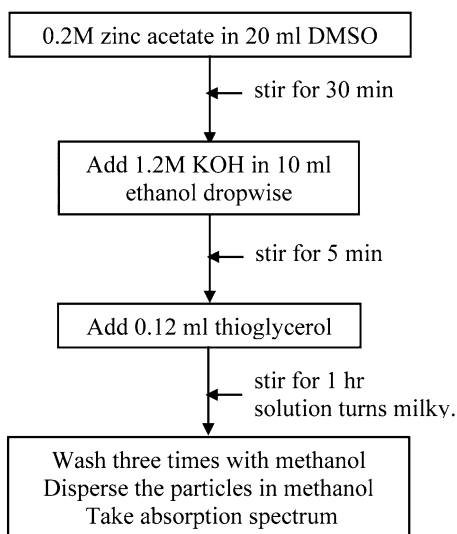 0.2M zinc acetate in 20 ml DMSO
stir for 30 min
Add 1.2M KOH in 10 ml
ethanol dropwise
stir for 5 min
Add 0.12 ml thioglycerol
stir for 1 hr
solution turns milky.
Wash three times with methanol
Disperse the particles in methanol
Take absorption spectrum